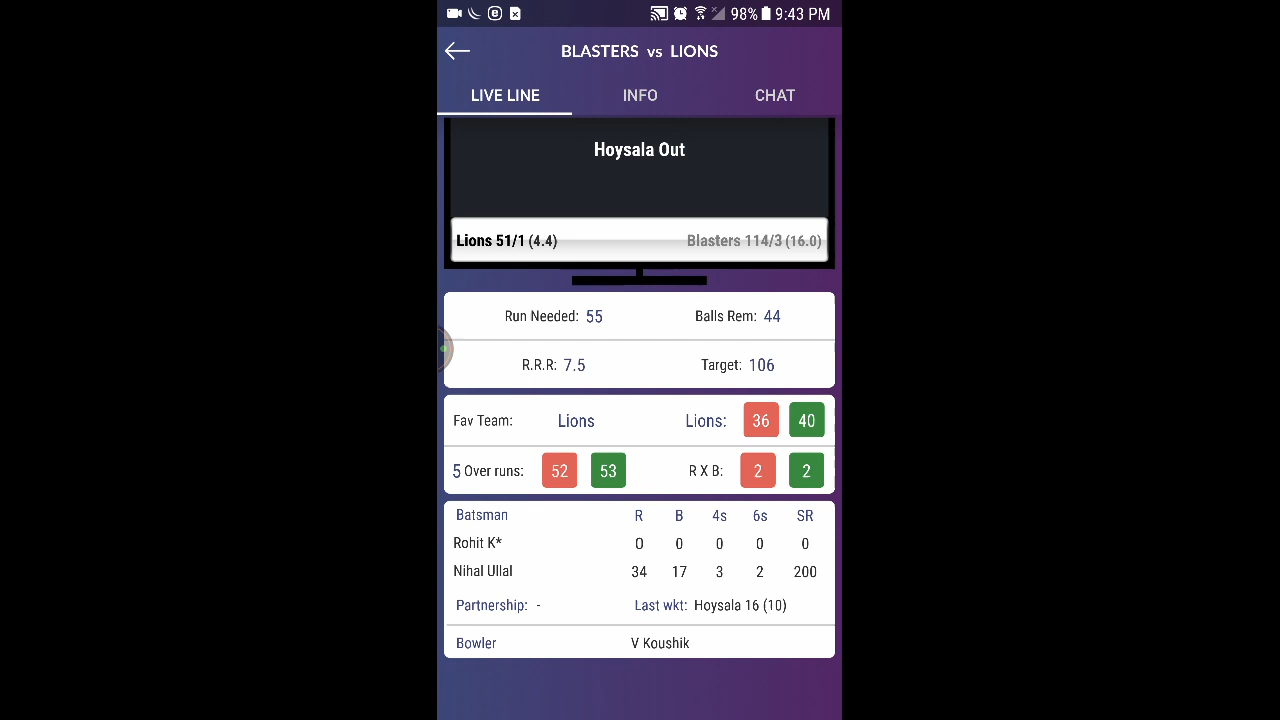 98% 9:43 PM
BLASTERS vs LIONS
LIVE LINE INFO CHAT
Hoysala Out
Lions 51/1 (4.4) Blasters 114/3 (16.0)
Run Needed: 55 Balls Rem: 44
R.R.R: 7.5 Target: 106
Fav Team: Lions Lions: 36 40
5 Over runs: 52 53 R X B: 2 2
Batsman R B 4s 6s SR
Rohit K* 0 0 0 0 0
Nihal Ullal 34 17 3 2 200
Partnership: - Last wkt: Hoysala 16 (10)
Bowler V Koushik